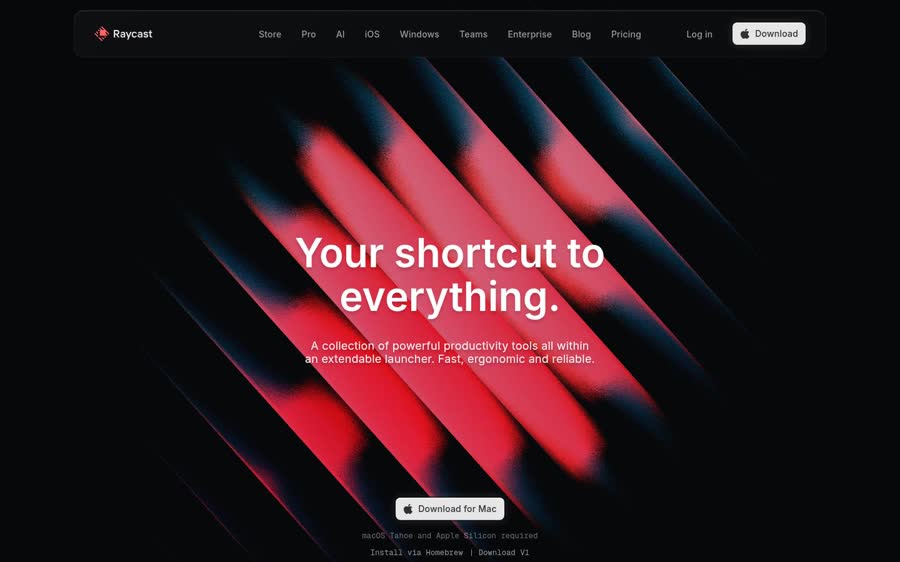 Raycast
Store Pro AI iOS Windows Teams Enterprise Blog Pricing Log in Download
Your shortcut to
everything.
A collection of powerful productivity tools all within
an extendable launcher. Fast, ergonomic and reliable.
Download for Mac
macOS Tahoe and Apple Silicon required
Install via Homebrew | Download V1